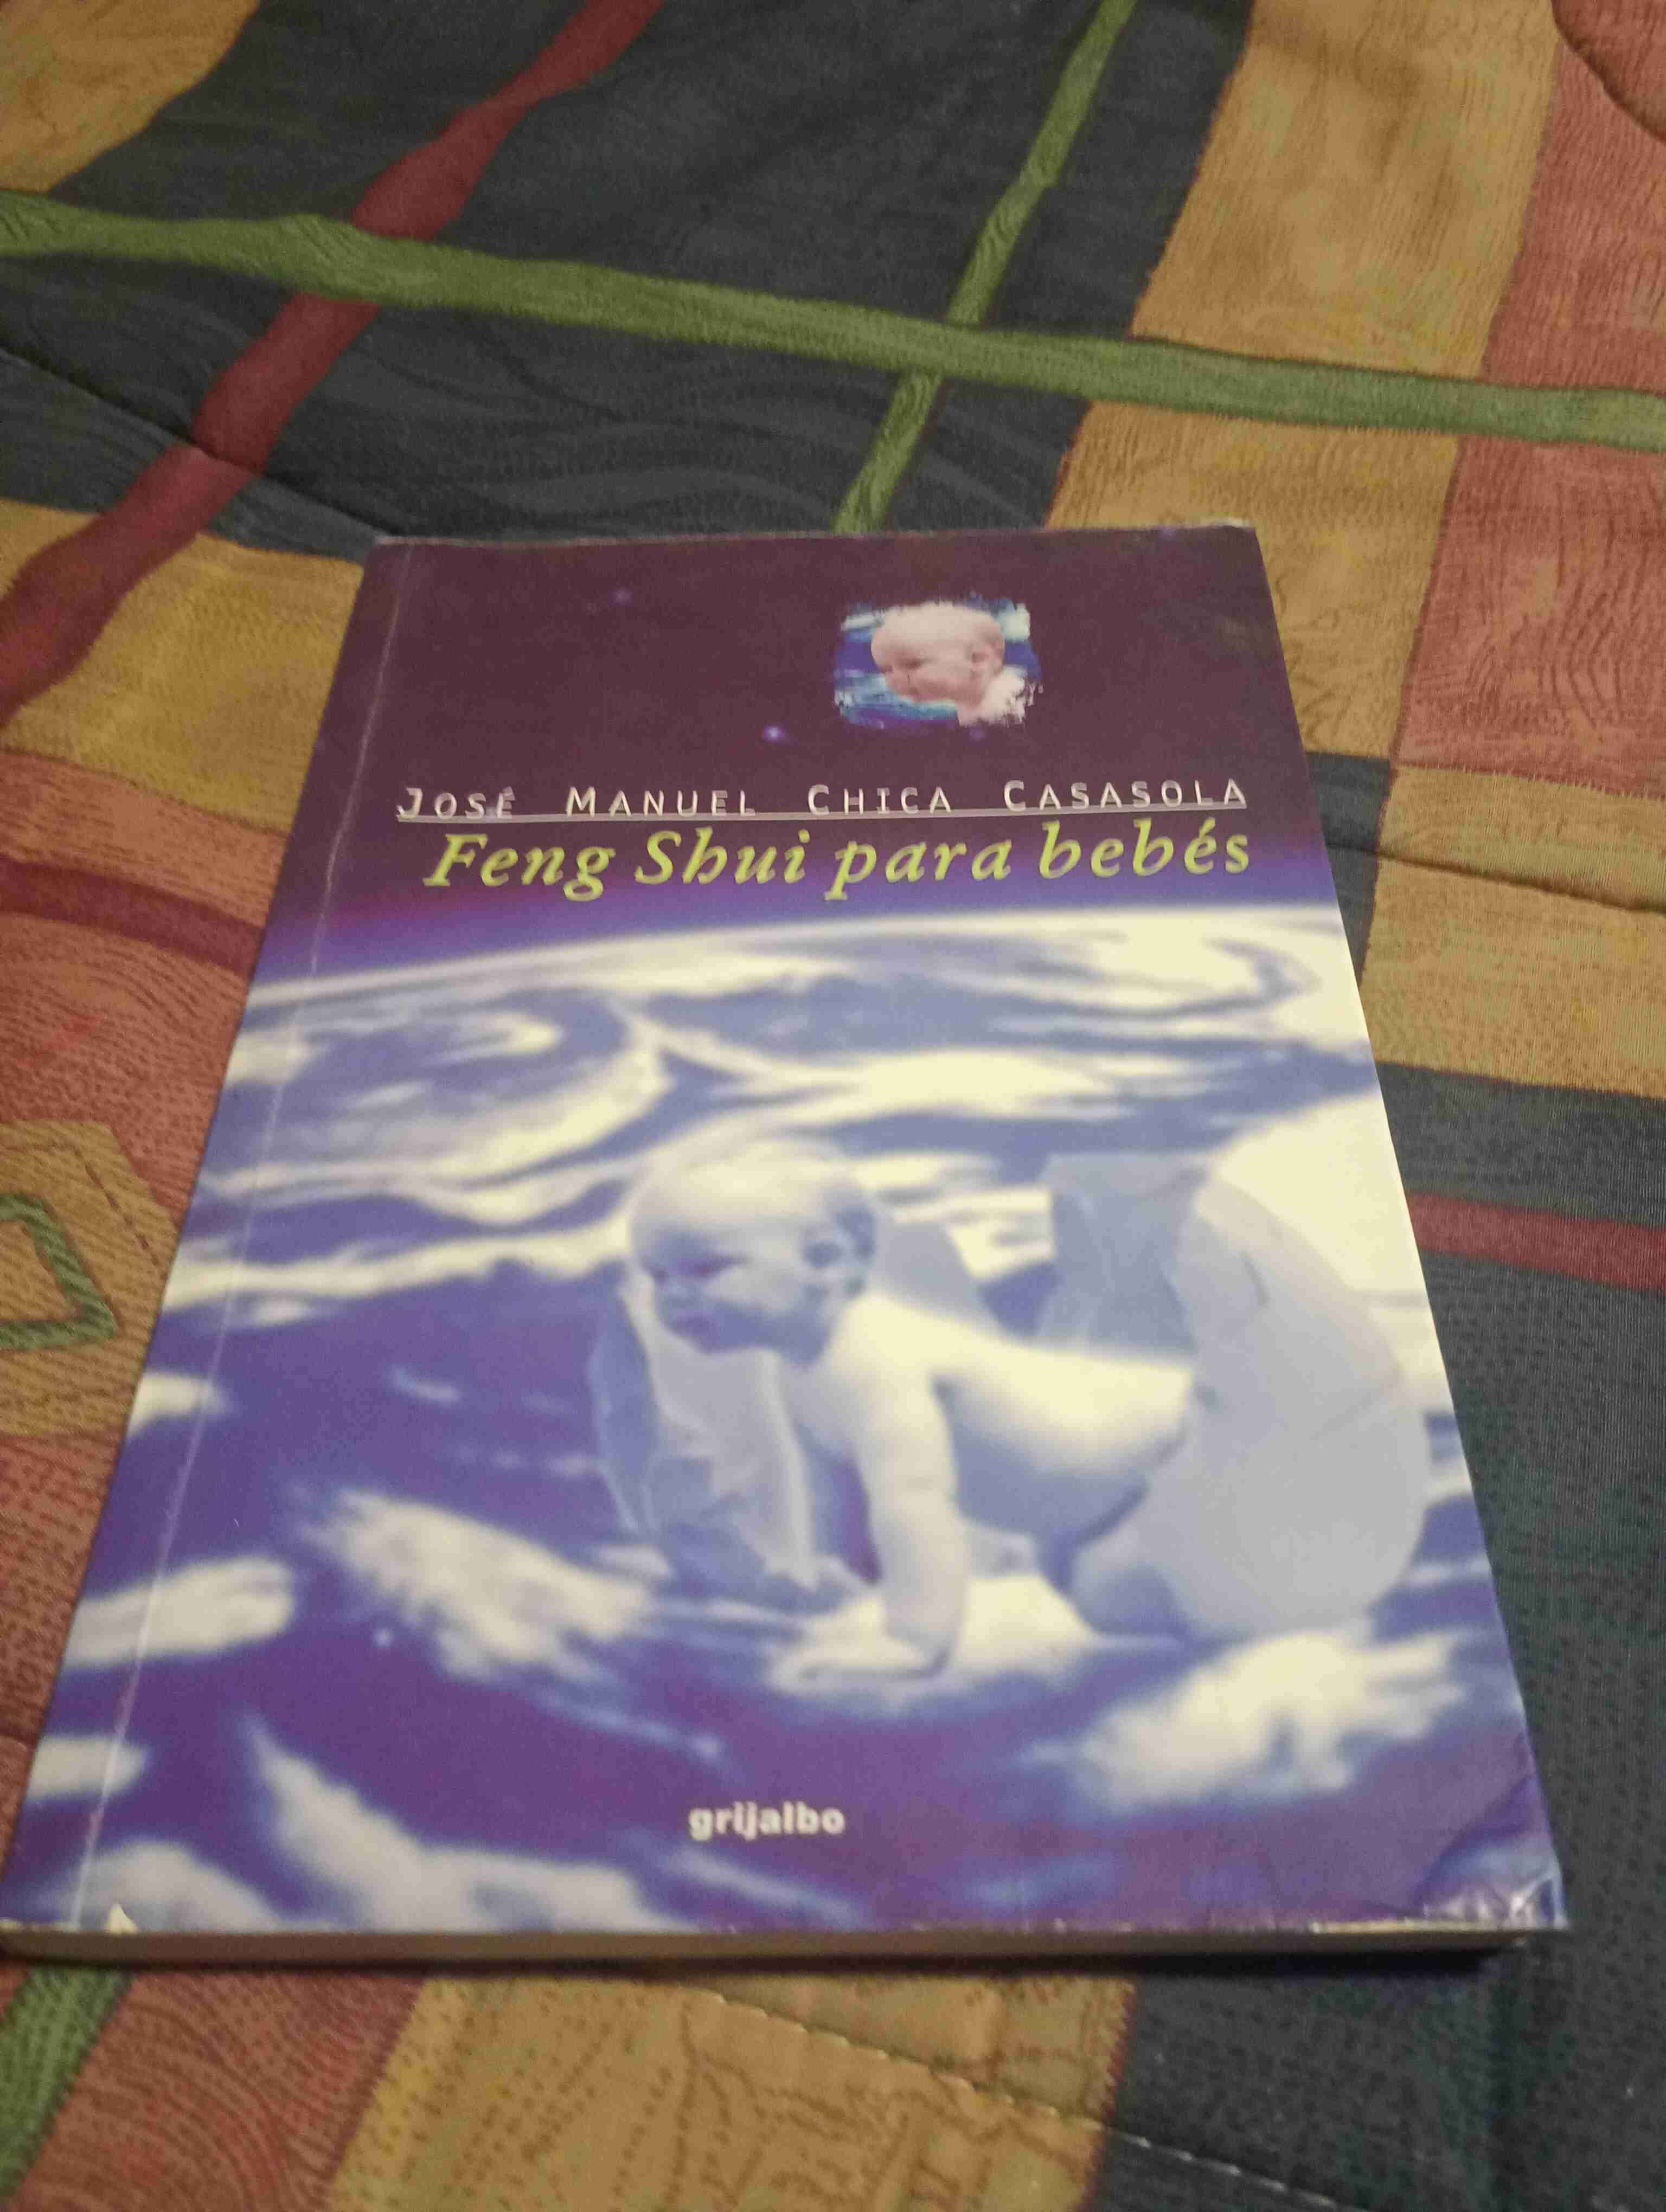 JOSÉ MANUEL CHICA CASASOLA
Feng Shui para bebés
grijalbo